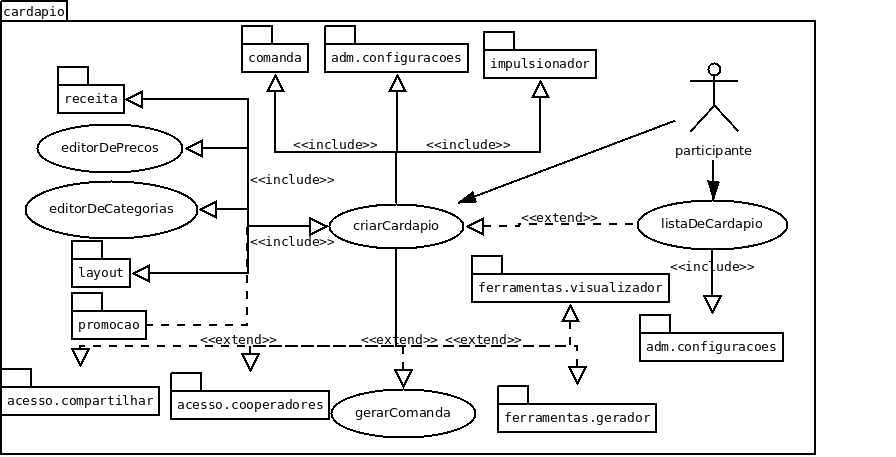 cardapio
comanda
adm.configuracoes
impulsionador
receita
participante
<<include>>
<<include>>
editorDePrecos
<<include>>
editorDeCategorias
criarCardapio
<<extend>>
listaDeCardapio
<<include>>
layout
<<include>>
ferramentas.visualizador
promocao
<<extend>>
<<extend>>
<<extend>>
adm.configuracoes
acesso.compartilhar
acesso.cooperadores
gerarComanda
ferramentas.gerador